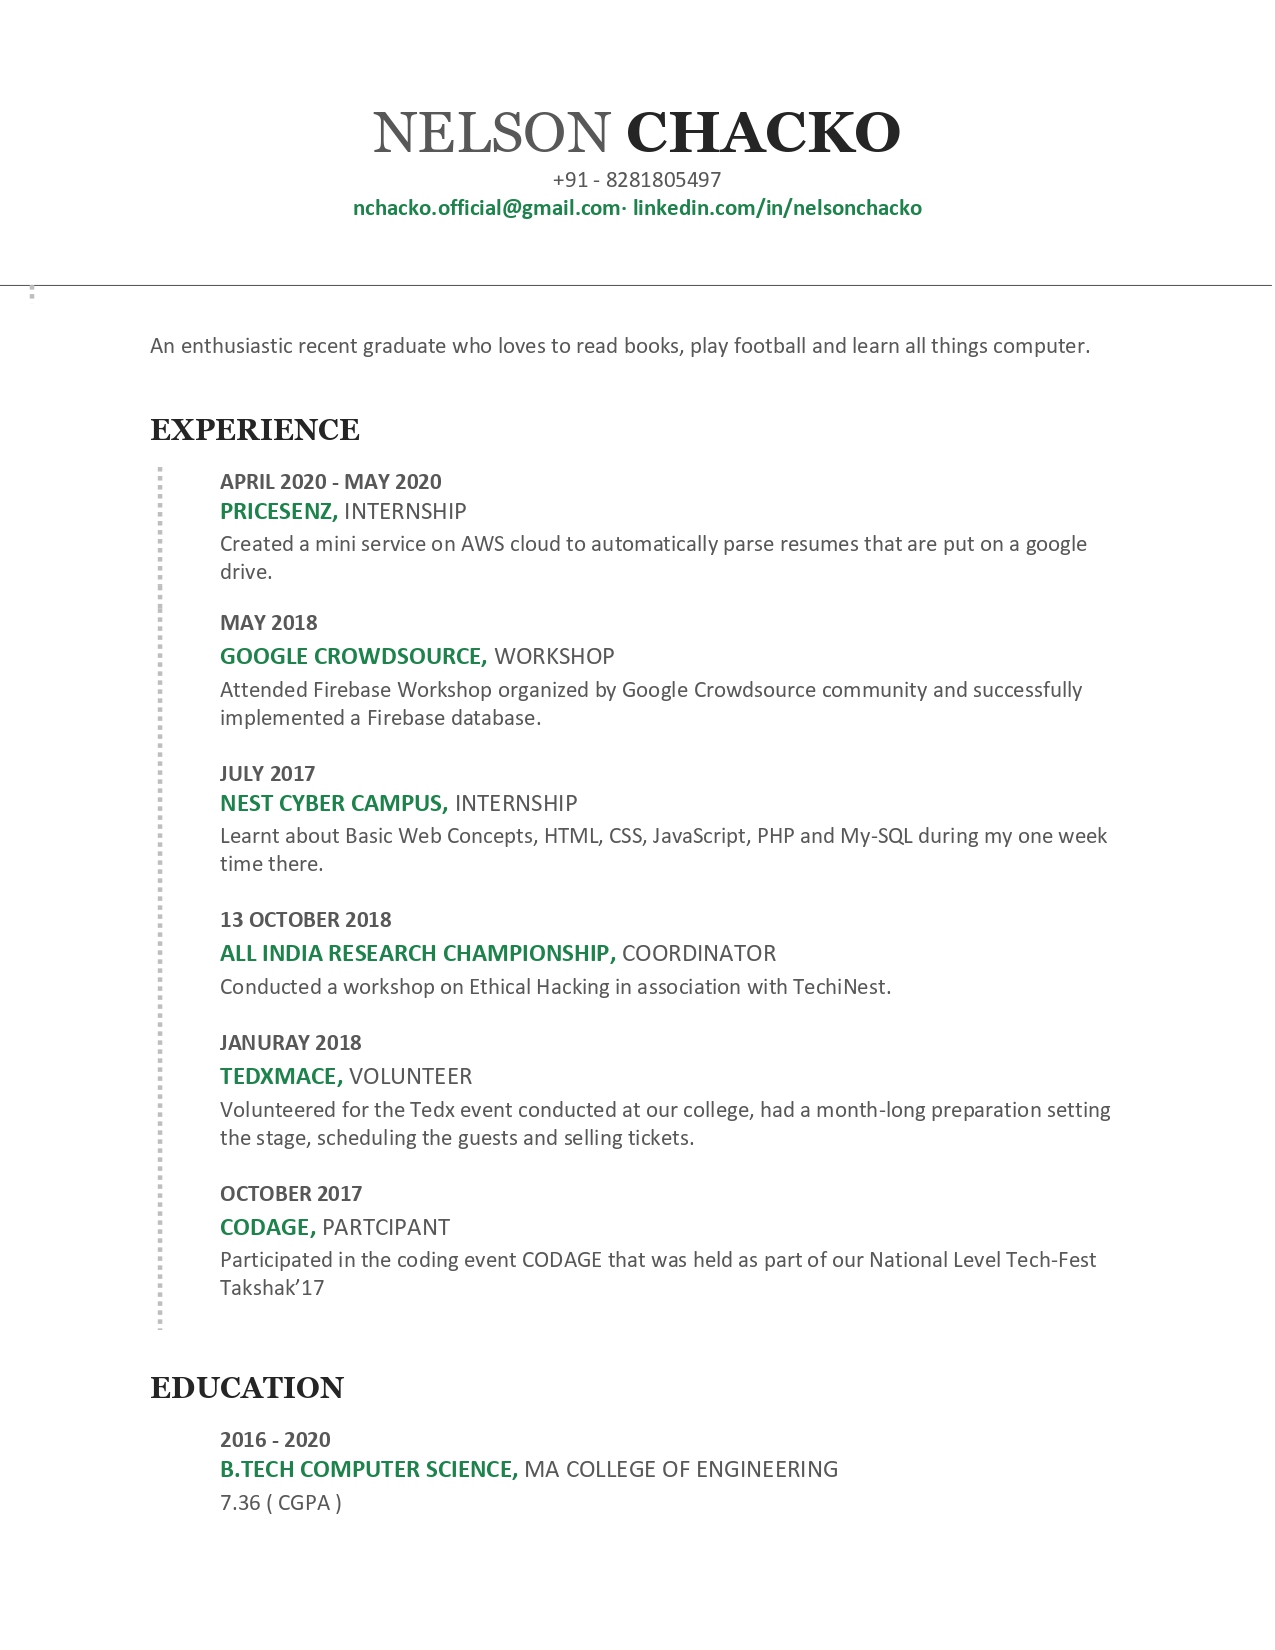 NELSON CHACKO
+91 - 8281805497
nchacko.official@gmail.com· linkedin.com/in/nelsonchacko
An enthusiastic recent graduate who loves to read books, play football and learn all things computer.
EXPERIENCE
APRIL 2020 - MAY 2020
PRICESENZ, INTERNSHIP
Created a mini service on AWS cloud to automatically parse resumes that are put on a google
drive.
MAY 2018
GOOGLE CROWDSOURCE, WORKSHOP
Attended Firebase Workshop organized by Google Crowdsource community and successfully
implemented a Firebase database.
JULY 2017
NEST CYBER CAMPUS, INTERNSHIP
Learnt about Basic Web Concepts, HTML, CSS, JavaScript, PHP and My-SQL during my one week
time there.
13 OCTOBER 2018
ALL INDIA RESEARCH CHAMPIONSHIP, COORDINATOR
Conducted a workshop on Ethical Hacking in association with TechiNest.
JANURAY 2018
TEDXMACE, VOLUNTEER
Volunteered for the Tedx event conducted at our college, had a month-long preparation setting
the stage, scheduling the guests and selling tickets.
OCTOBER 2017
CODAGE, PARTCIPANT
Participated in the coding event CODAGE that was held as part of our National Level Tech-Fest
Takshak’17
EDUCATION
2016 - 2020
B.TECH COMPUTER SCIENCE, MA COLLEGE OF ENGINEERING
7.36 ( CGPA )